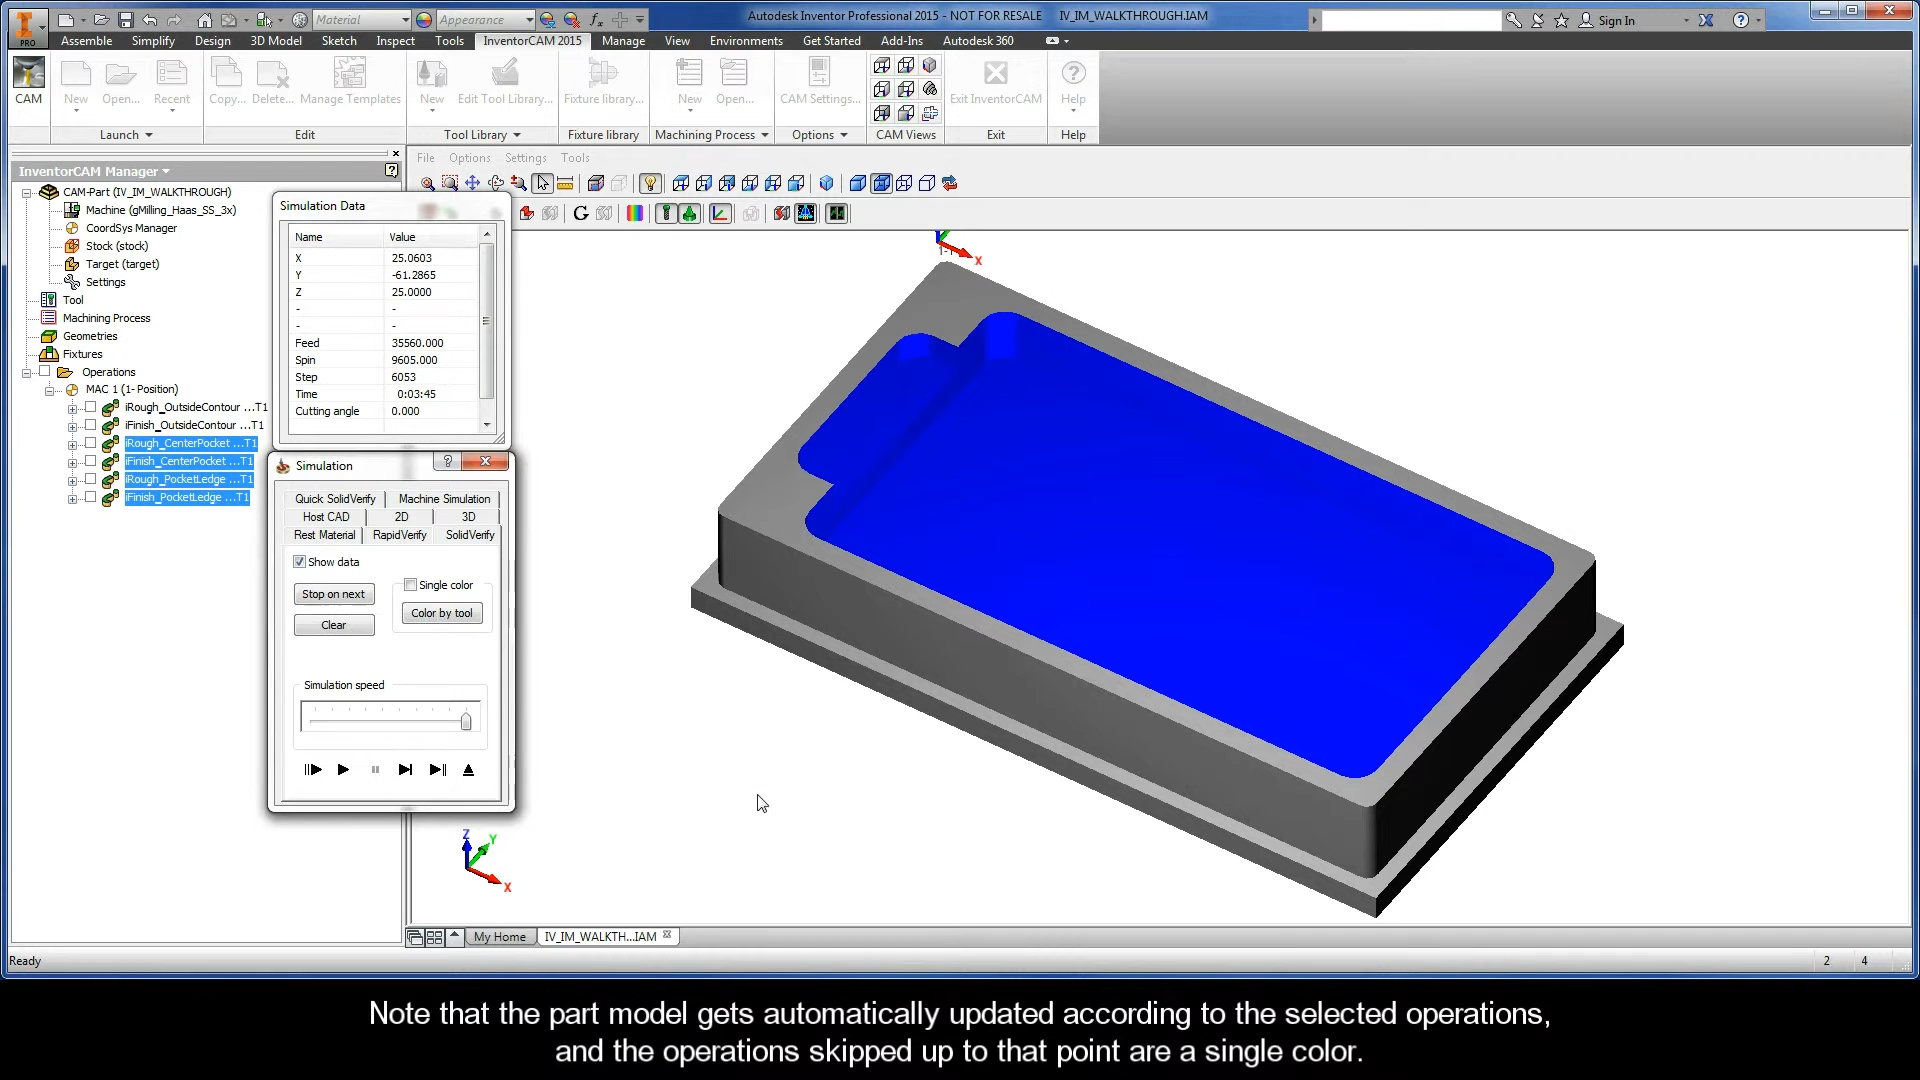 Material
Appearance
Autodesk Inventor Professional 2015 - NOT FOR RESALE IV_IM_WALKTHROUGH.IAM
Sign In
PRO
Assemble Simplify Design 3D Model Sketch Inspect Tools InventorCAM 2015 Manage View Environments Get Started Add-Ins Autodesk 360
CAM New Open... Recent Copy... Delete... Manage Templates New Edit Tool Library... Fixture library... New Open... CAM Settings... Exit InventorCAM Help
Launch Edit Tool Library Fixture library Machining Process Options CAM Views Exit Help
InventorCAM Manager
File Options Settings Tools
CAM-Part (IV_IM_WALKTHROUGH)
Machine (gMilling_Haas_SS_3x)
CoordSys Manager
Stock (stock)
Target (target)
Settings
Tool
Machining Process
Geometries
Fixtures
Operations
MAC 1 (1- Position)
iRough_OutsideContour ...T1
iFinish_OutsideContour ...T1
iRough_CenterPocket ...T1
iFinish_CenterPocket ...T1
iRough_PocketLedge ...T1
iFinish_PocketLedge ...T1
Simulation Data
Name Value
X 25.0603
Y -61.2865
Z 25.0000
- -
- -
Feed 35560.000
Spin 9605.000
Step 6053
Time 0:03:45
Cutting angle 0.000
Simulation
Quick SolidVerify Machine Simulation
Host CAD 2D 3D
Rest Material RapidVerify SolidVerify
Show data
Stop on next
Single color
Color by tool
Clear
Simulation speed
X
Z
Y
X
My Home IV_IM_WALKTH...IAM
Ready
2 4
Note that the part model gets automatically updated according to the selected operations,
and the operations skipped up to that point are a single color.